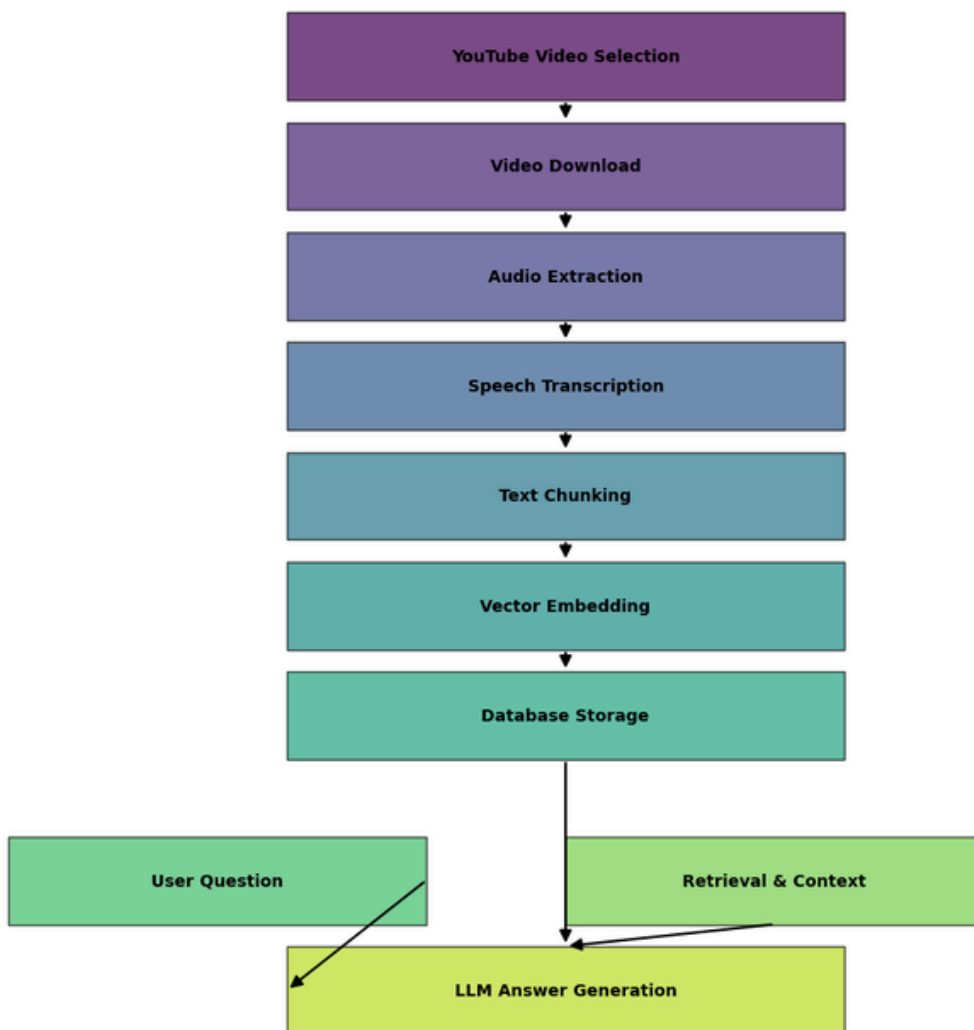 YouTube Video Selection
Video Download
Audio Extraction
Speech Transcription
Text Chunking
Vector Embedding
Database Storage
User Question
Retrieval & Context
LLM Answer Generation